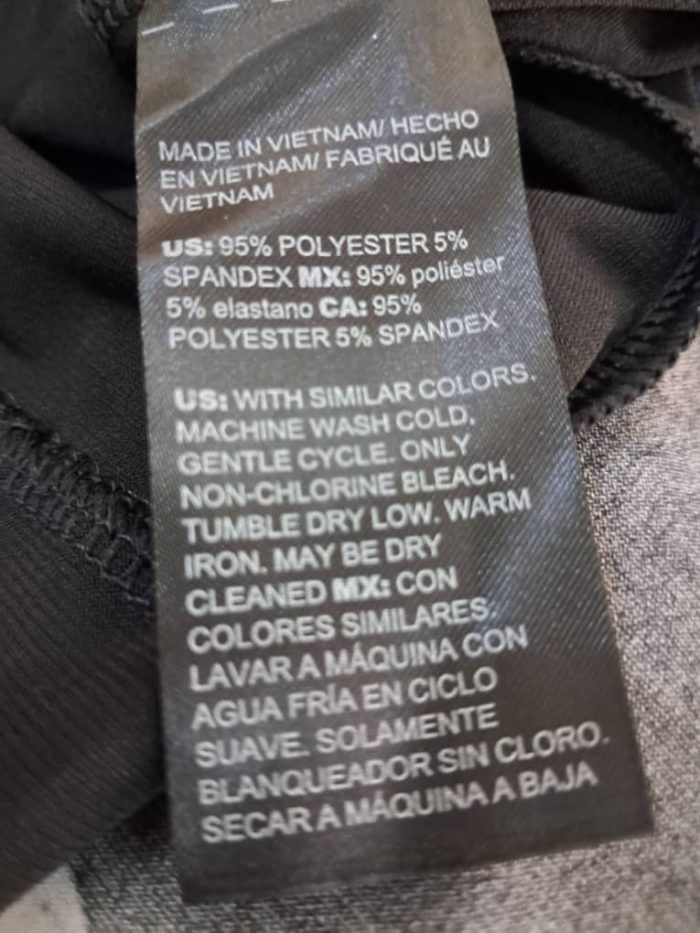 MADE IN VIETNAM/ HECHO
EN VIETNAM/ FABRIQUÉ AU
VIETNAM
US: 95% POLYESTER 5%
SPANDEX MX: 95% poliéster
5% elastano CA: 95%
POLYESTER 5% SPANDEX
US: WITH SIMILAR COLORS.
MACHINE WASH COLD.
GENTLE CYCLE. ONLY
NON-CHLORINE BLEACH.
TUMBLE DRY LOW. WARM
IRON. MAY BE DRY
CLEANED MX: CON
COLORES SIMILARES.
LAVAR A MÁQUINA CON
AGUA FRÍA EN CICLO
SUAVE. SOLAMENTE
BLANQUEADOR SIN CLORO.
SECAR A MÁQUINA A BAJA